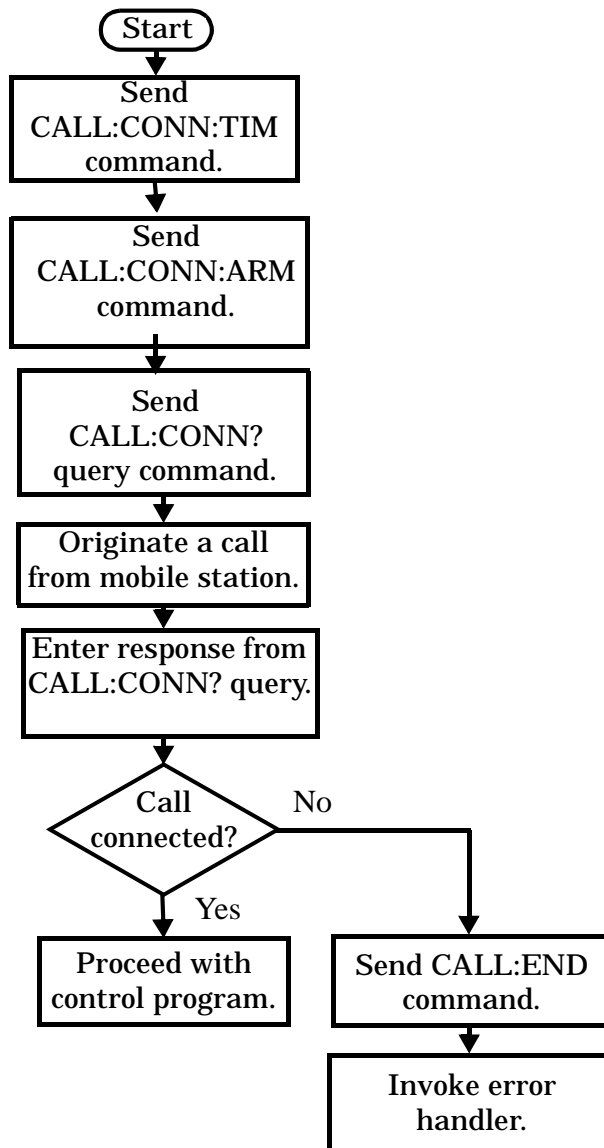 Start
Send
CALL:CONN:TIM
command.
Send
CALL:CONN:ARM
command.
Send
CALL:CONN?
query command.
Originate a call
from mobile station.
Enter response from
CALL:CONN? query.
Call
connected?
No
Yes
Proceed with
control program.
Send CALL:END
command.
Invoke error
handler.